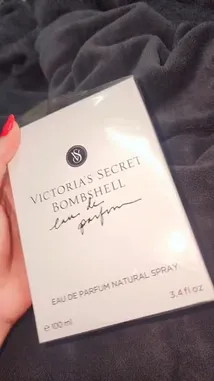 VS
VICTORIA'S SECRET
BOMBSHELL
eau de
parfum
EAU DE PARFUM NATURAL SPRAY
e 100 ml 3.4 fl oz